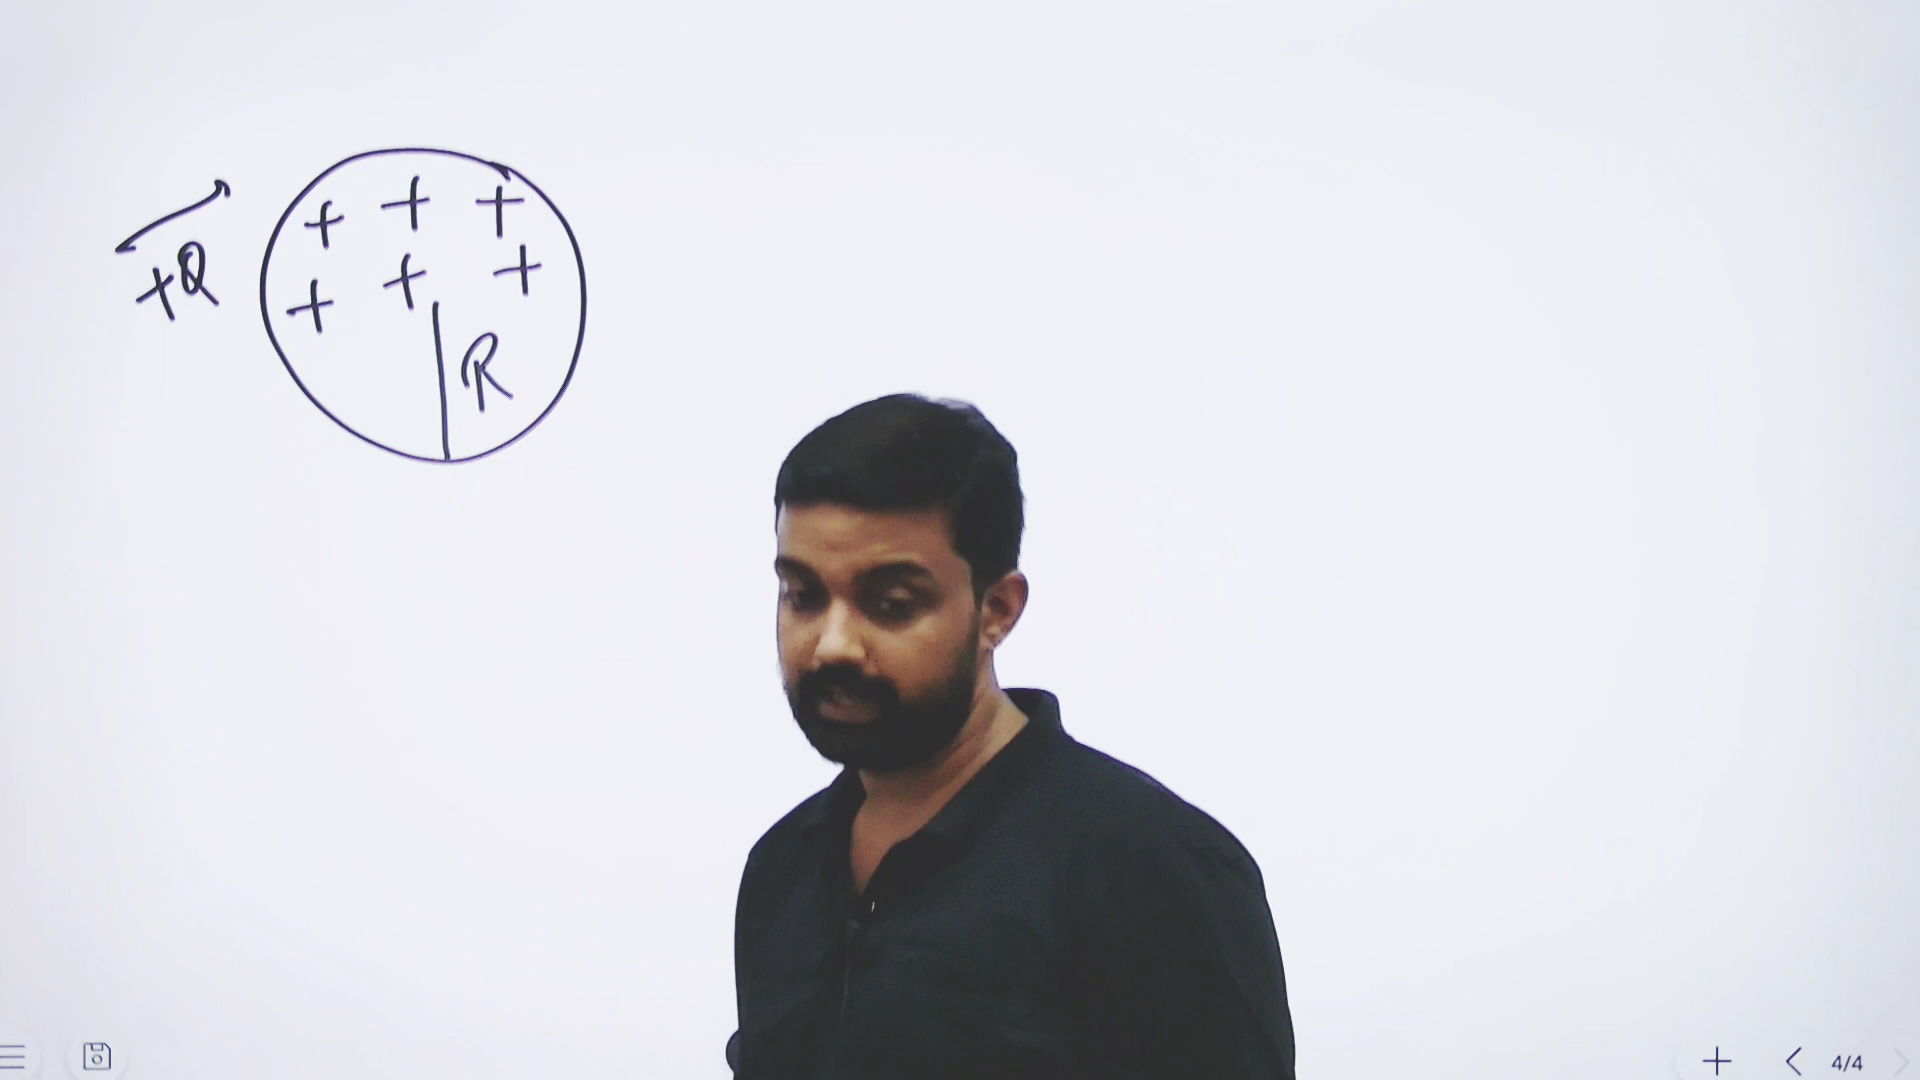 + + +
+Q
+ + +
R
4/4